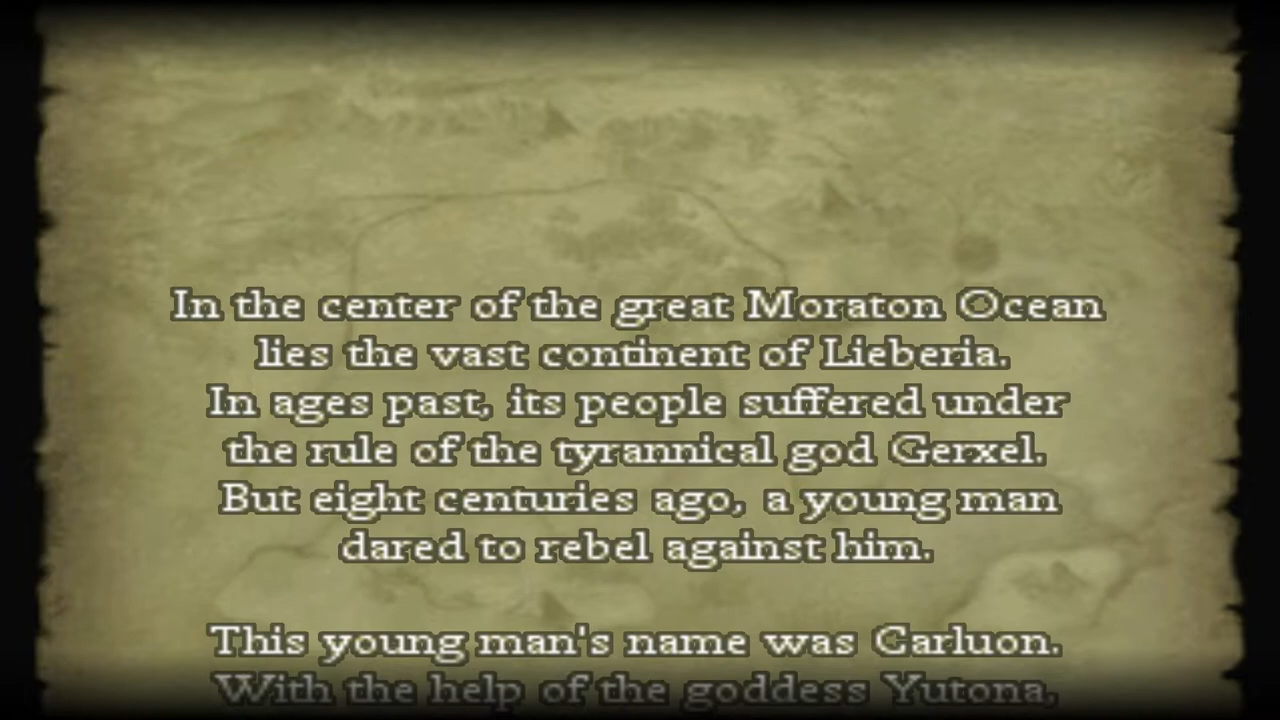 In the center of the great Moraton Ocean
lies the vast continent of Lieberia.
In ages past, its people suffered under
the rule of the tyrannical god Gerxel.
But eight centuries ago, a young man
dared to rebel against him.
This young man's name was Carluon.
With the help of the goddess Yutona,